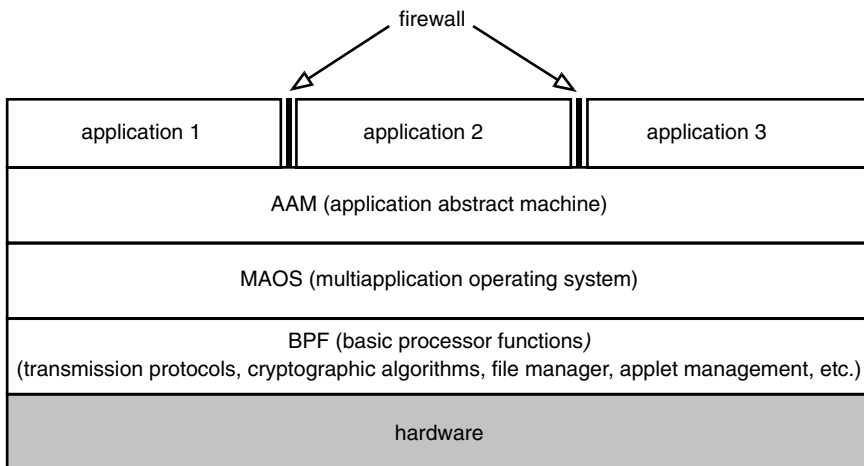 firewall
application 1
application 2
application 3
AAM (application abstract machine)
MAOS (multiapplication operating system)
BPF (basic processor functions)
(transmission protocols, cryptographic algorithms, file manager, applet management, etc.)
hardware